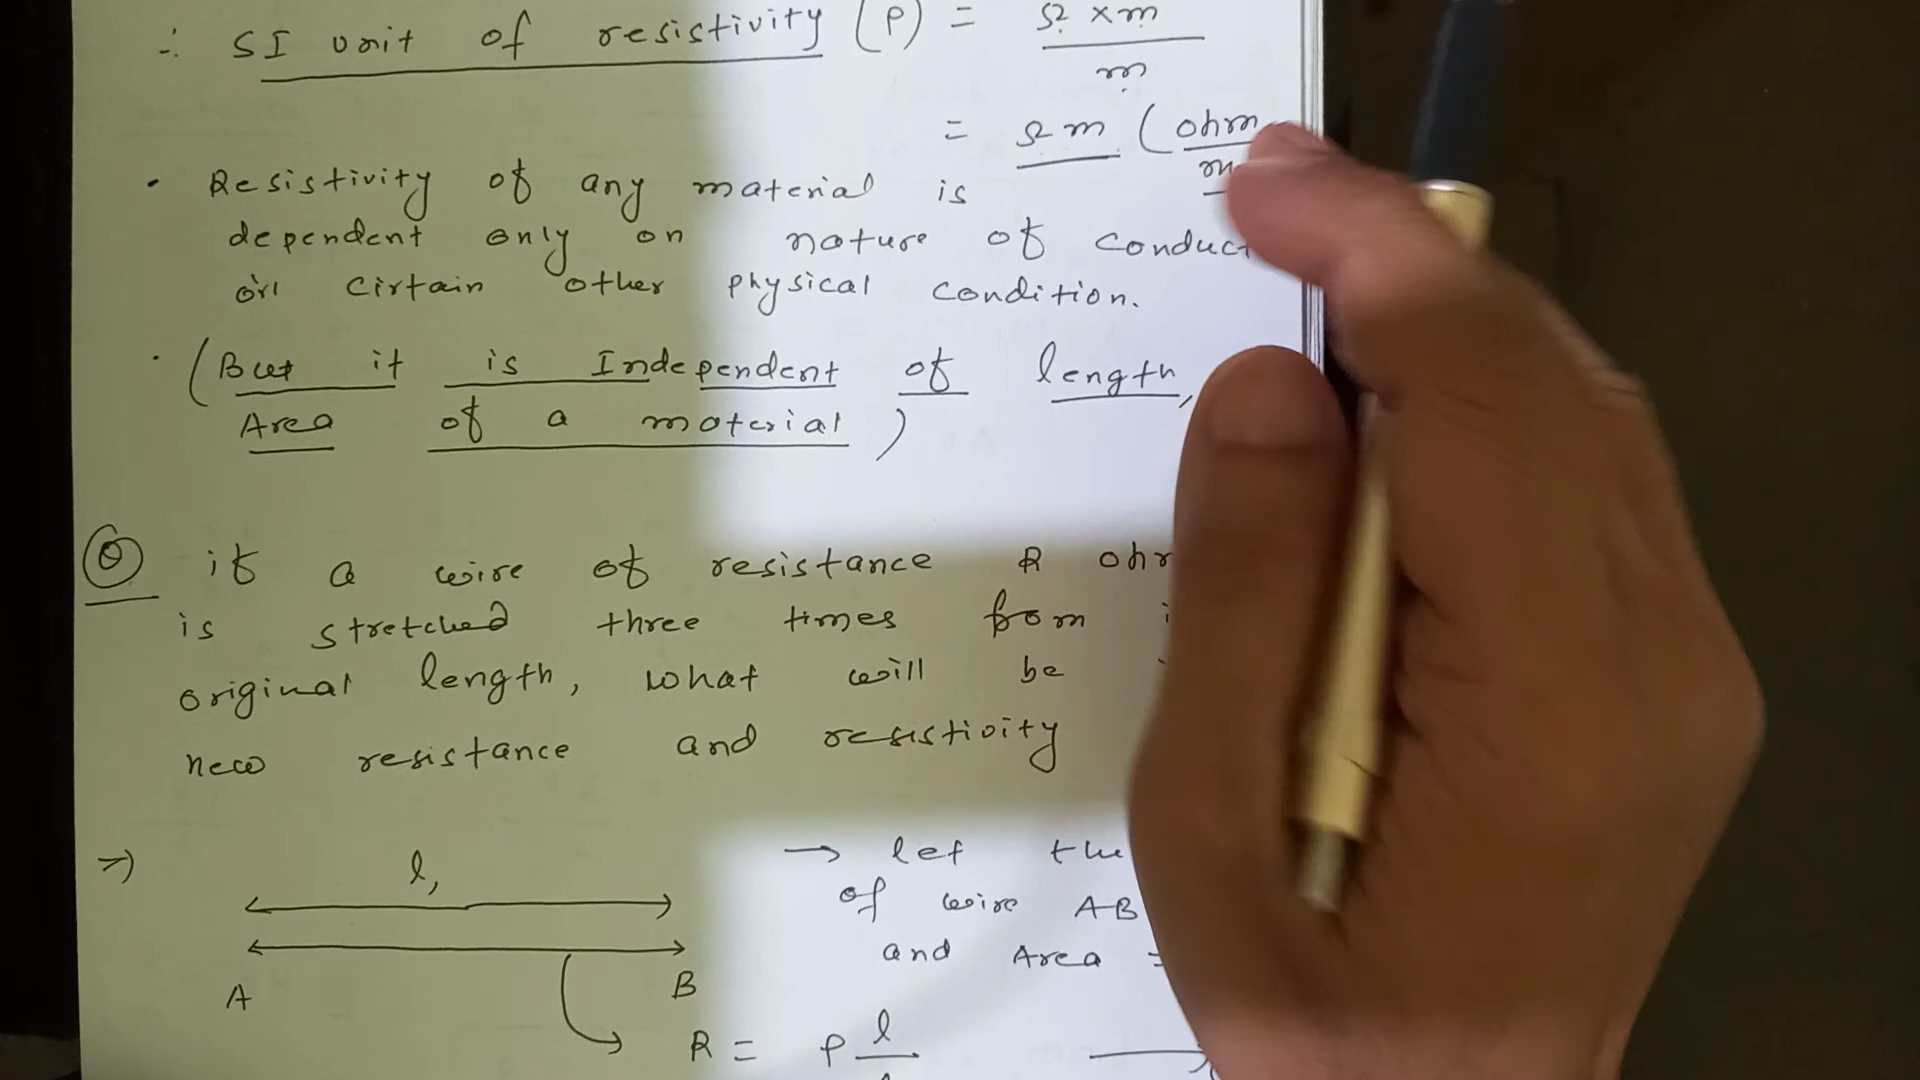 ∴ SI unit of resistivity (ρ) = Ω × m
m
= Ω m (ohm
• Resistivity of any material is
dependent only on nature of conduct
or certain other physical condition.
• (But it is Independent of length,
Area of a material)
Q if a wire of resistance R
is stretched three times from
original length, what will be
new resistance and resistivity
=> l,
→ let the
of wire AB
and Area =
A B
R = ρ l